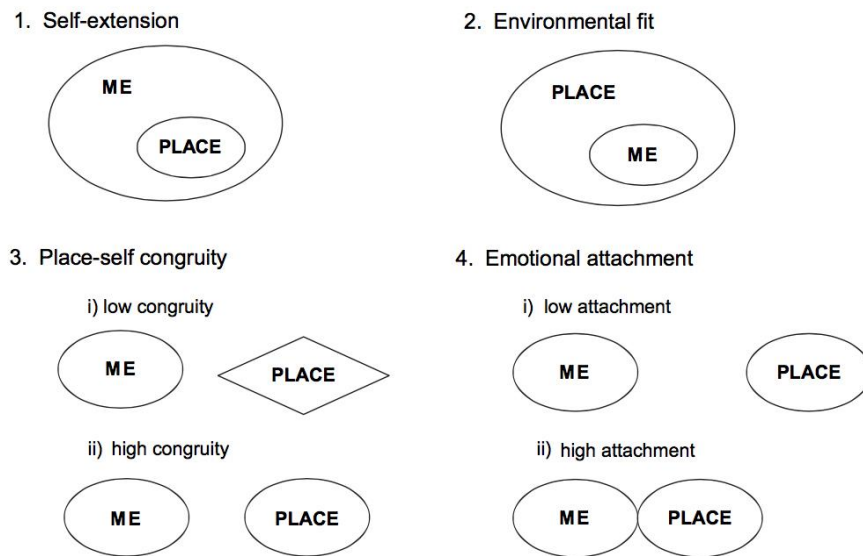 1. Self-extension
ME
PLACE
2. Environmental fit
PLACE
ME
3. Place-self congruity
i) low congruity
ME
PLACE
ii) high congruity
ME
PLACE
4. Emotional attachment
i) low attachment
ME
PLACE
ii) high attachment
ME
PLACE